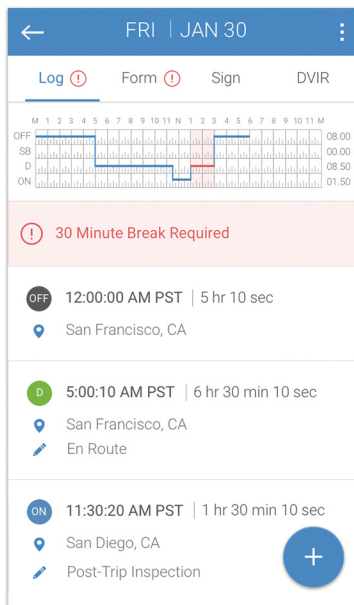 FRI | JAN 30
Log Form Sign DVIR
M 1 2 3 4 5 6 7 8 9 10 11 N 1 2 3 4 5 6 7 8 9 10 11 M
OFF 08.00
SB 00.00
D 08.50
ON 01.50
30 Minute Break Required
OFF 12:00:00 AM PST | 5 hr 10 sec
San Francisco, CA
D 5:00:10 AM PST | 6 hr 30 min 10 sec
San Francisco, CA
En Route
ON 11:30:20 AM PST | 1 hr 30 min 10 sec
San Diego, CA
Post-Trip Inspection